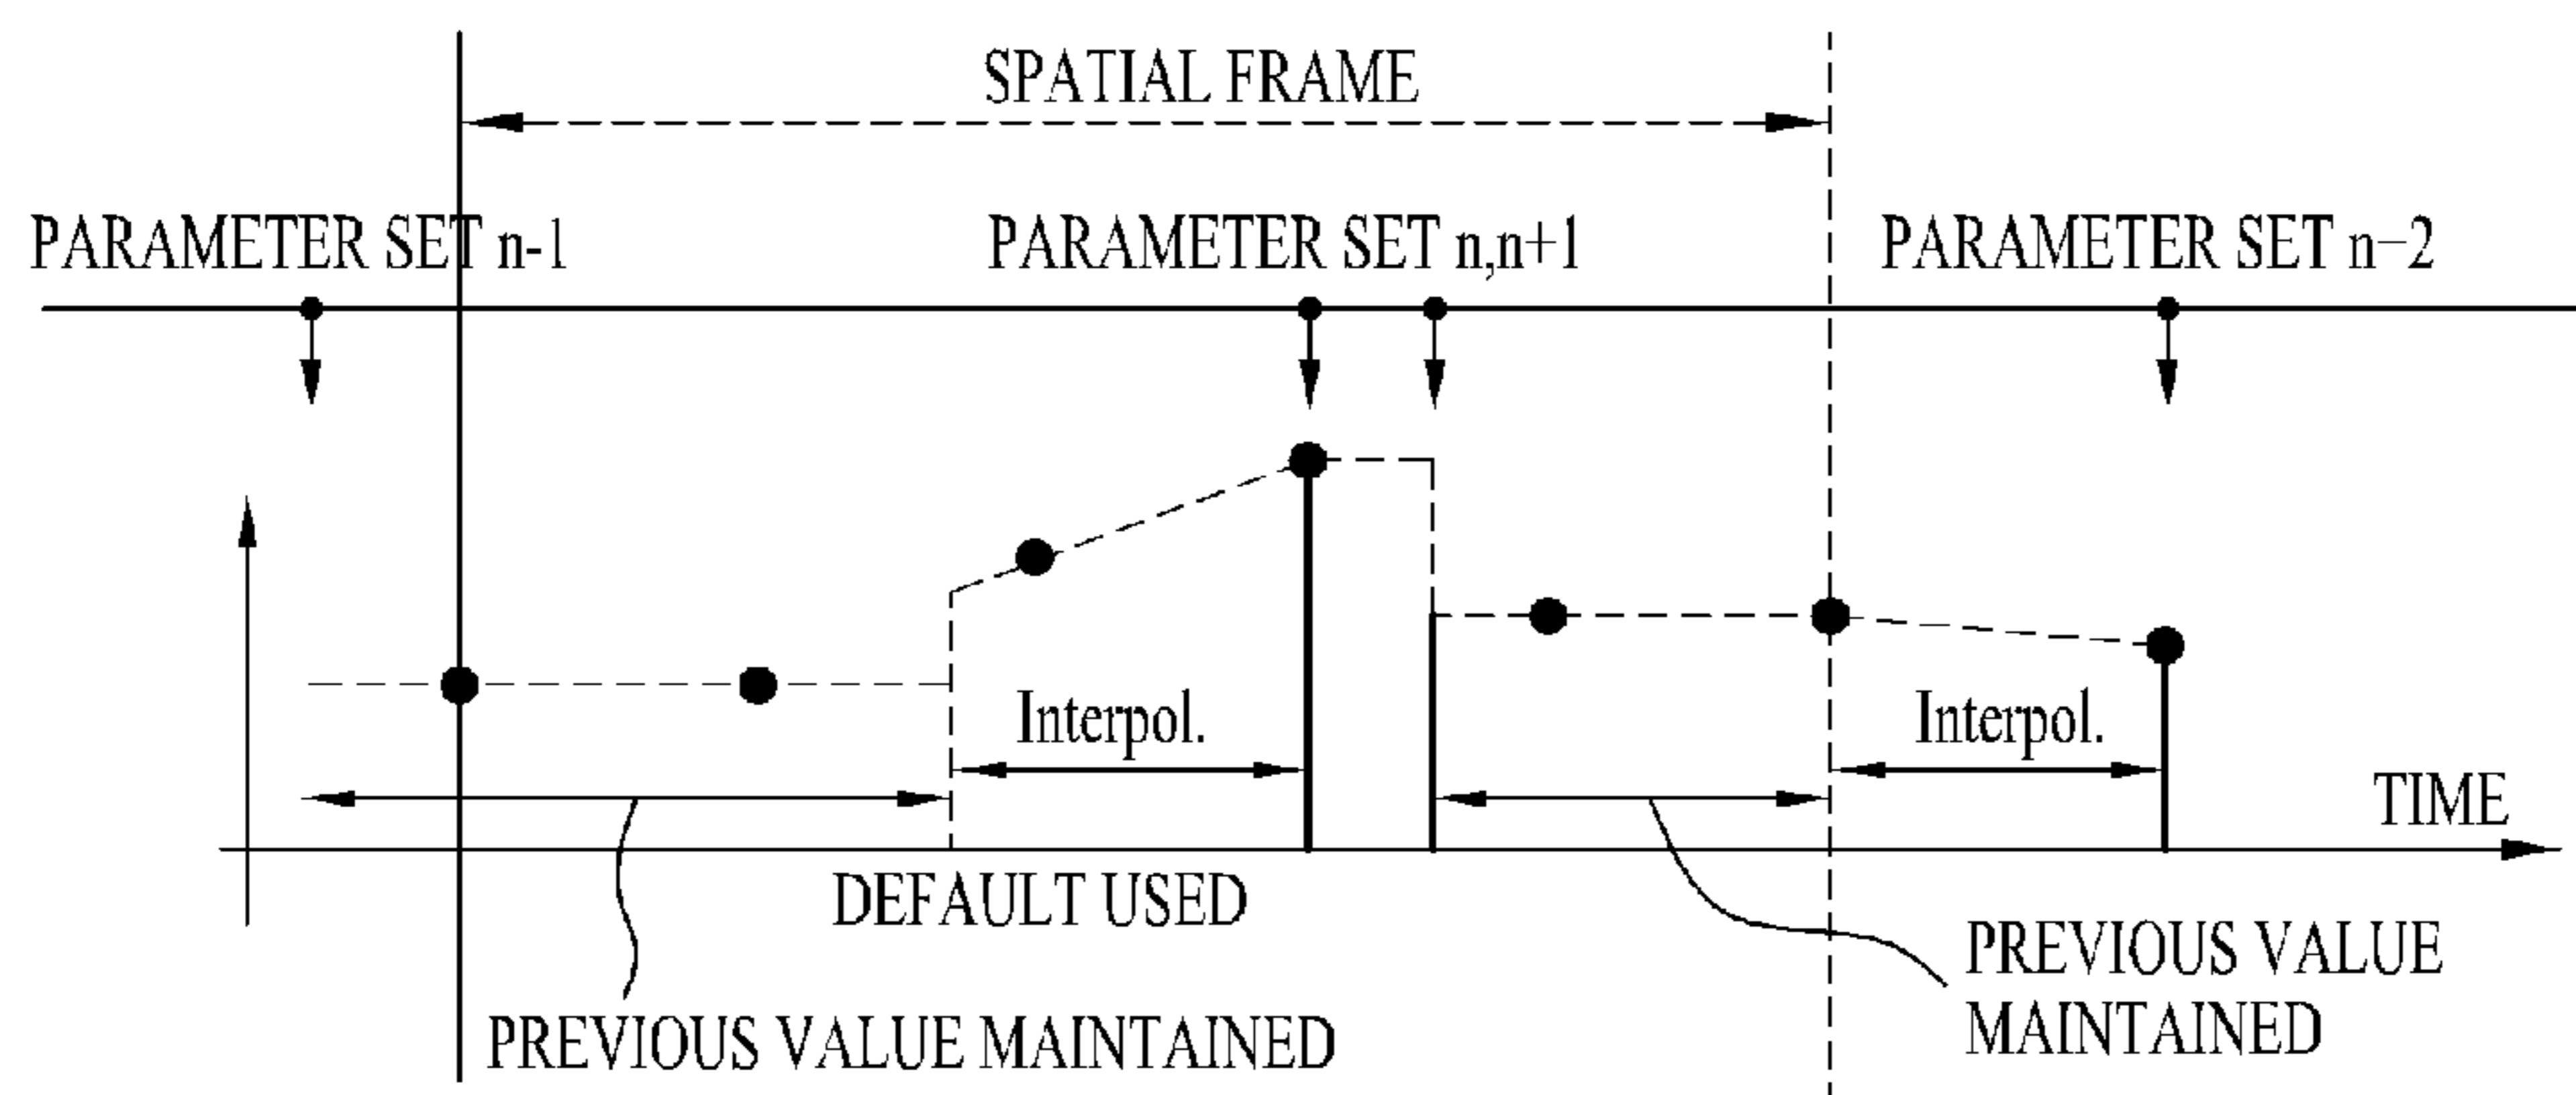 SPATIAL FRAME
PARAMETER SET n-1
PARAMETER SET n,n+1
PARAMETER SET n−2
Interpol.
Interpol.
TIME
DEFAULT USED
PREVIOUS VALUE MAINTAINED
PREVIOUS VALUE
MAINTAINED